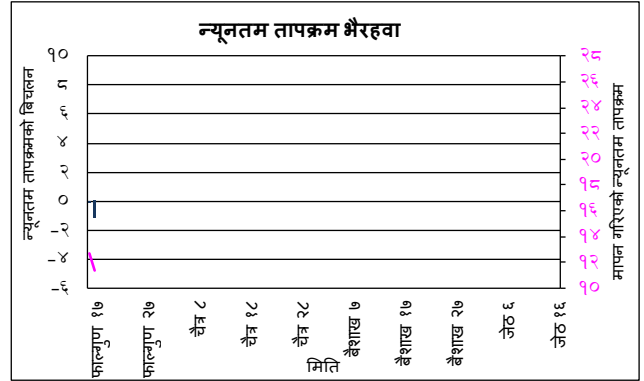 न्यूनतम तापक्रम भैरहवा
न्यूनतम तापक्रमको बिचलन
१०
८
६
४
२
०
-२
-४
-६
२८
२६
२४
२२
२०
१८
१६
१४
१२
१०
मापन गरिएको न्यूनतम तापक्रम
फाल्गुण १७
फाल्गुण २७
चैत्र ८
चैत्र १८
चैत्र २८
बैशाख ७
बैशाख १७
बैशाख २७
जेठ ६
जेठ १६
मिति